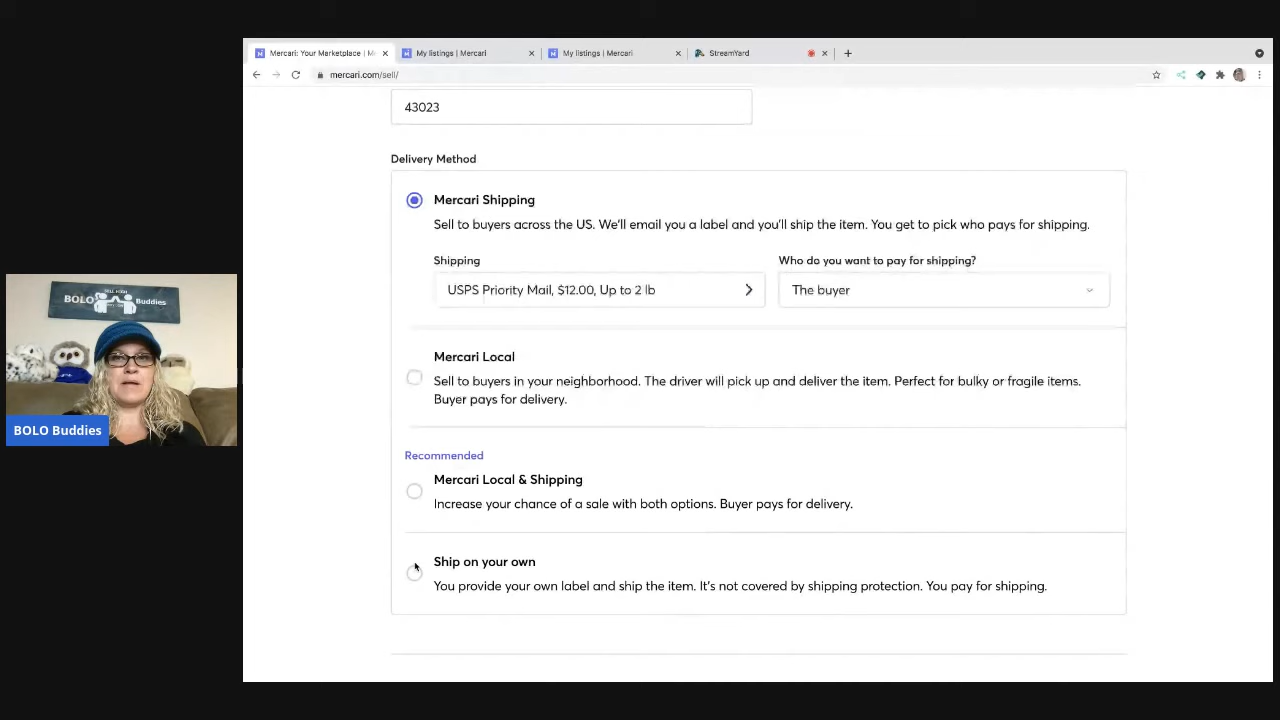 Mercari: Your Marketplace | M
My listings | Mercari
My listings | Mercari
StreamYard
mercari.com/sell/
43023
Delivery Method
Mercari Shipping
Sell to buyers across the US. We'll email you a label and you'll ship the item. You get to pick who pays for shipping.
Shipping
Who do you want to pay for shipping?
USPS Priority Mail, $12.00, Up to 2 lb
The buyer
Mercari Local
Sell to buyers in your neighborhood. The driver will pick up and deliver the item. Perfect for bulky or fragile items.
Buyer pays for delivery.
Recommended
Mercari Local & Shipping
Increase your chance of a sale with both options. Buyer pays for delivery.
Ship on your own
You provide your own label and ship the item. It's not covered by shipping protection. You pay for shipping.
BOLO Buddies
BOLO Buddies